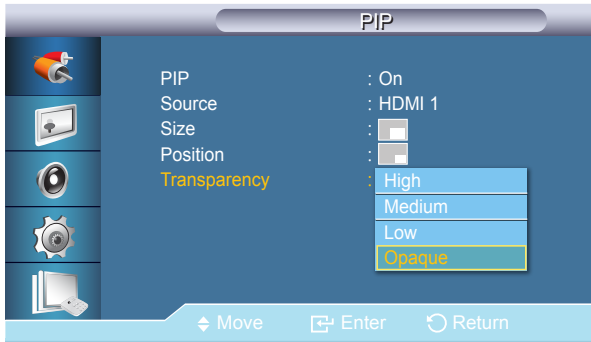 PIP
PIP : On
Source : HDMI 1
Size :
Position :
Transparency : High
Medium
Low
Opaque
Move Enter Return